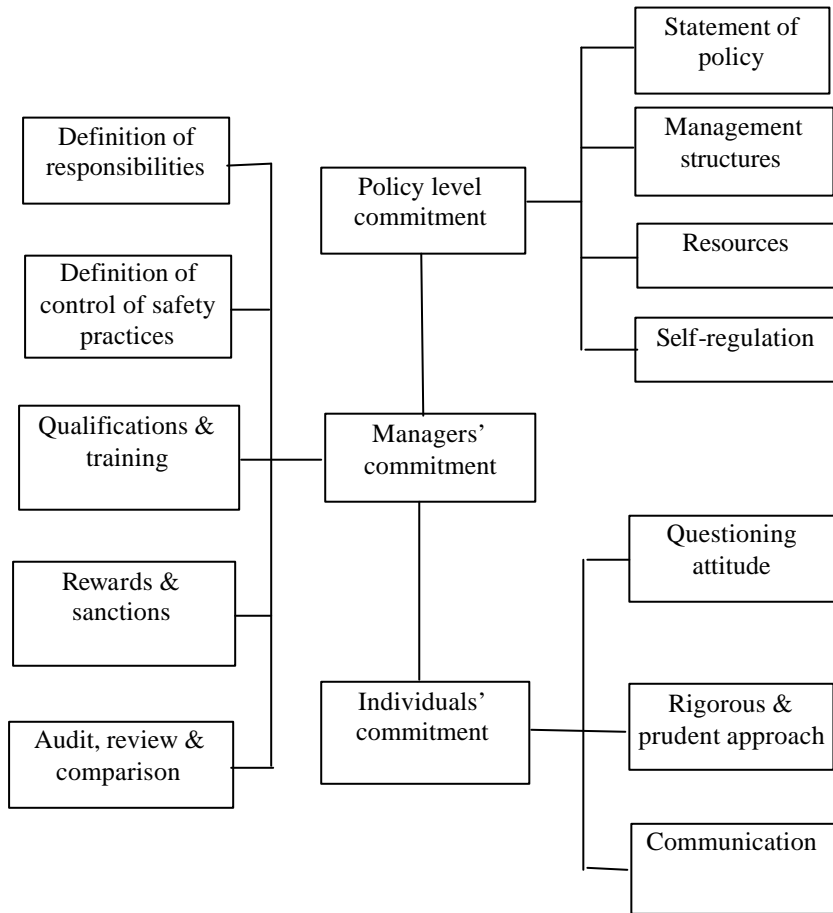 Statement of
policy
Management
structures
Resources
Self-regulation
Policy level
commitment
Definition of
responsibilities
Definition of
control of safety
practices
Qualifications &
training
Rewards &
sanctions
Audit, review &
comparison
Managers’
commitment
Individuals’
commitment
Questioning
attitude
Rigorous &
prudent approach
Communication